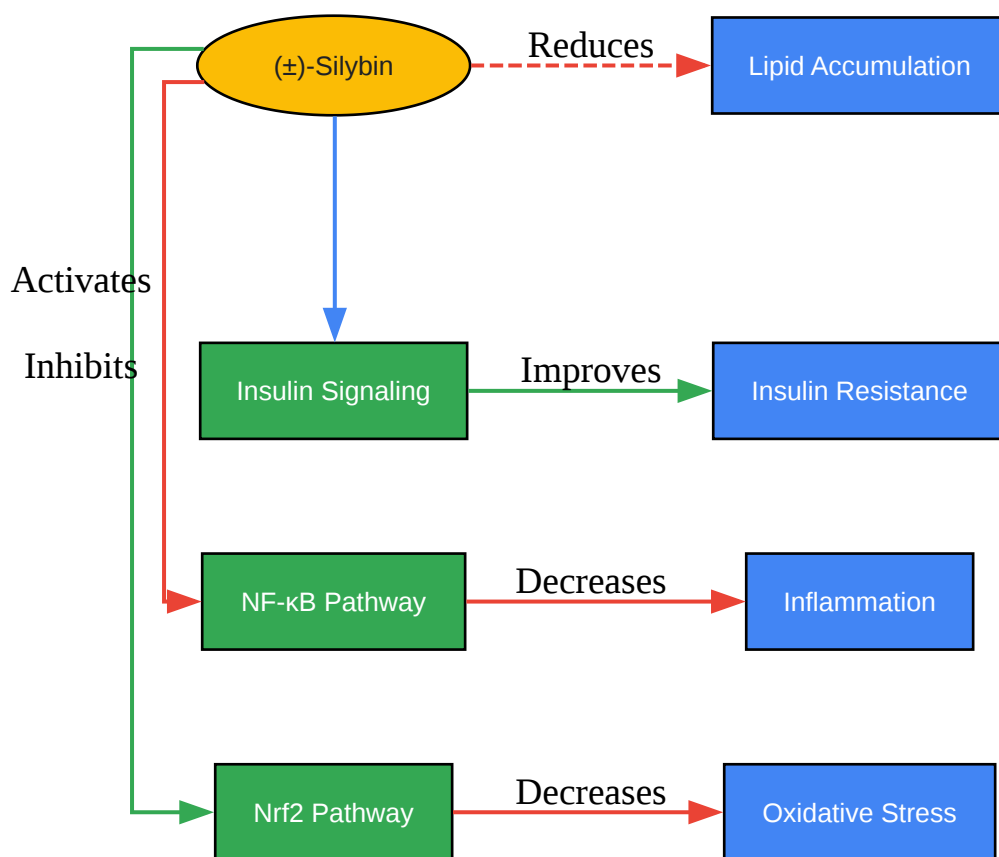 (±)-Silybin
Reduces
Lipid Accumulation
Activates
Inhibits
Insulin Signaling
Improves
Insulin Resistance
NF-κB Pathway
Decreases
Inflammation
Nrf2 Pathway
Decreases
Oxidative Stress